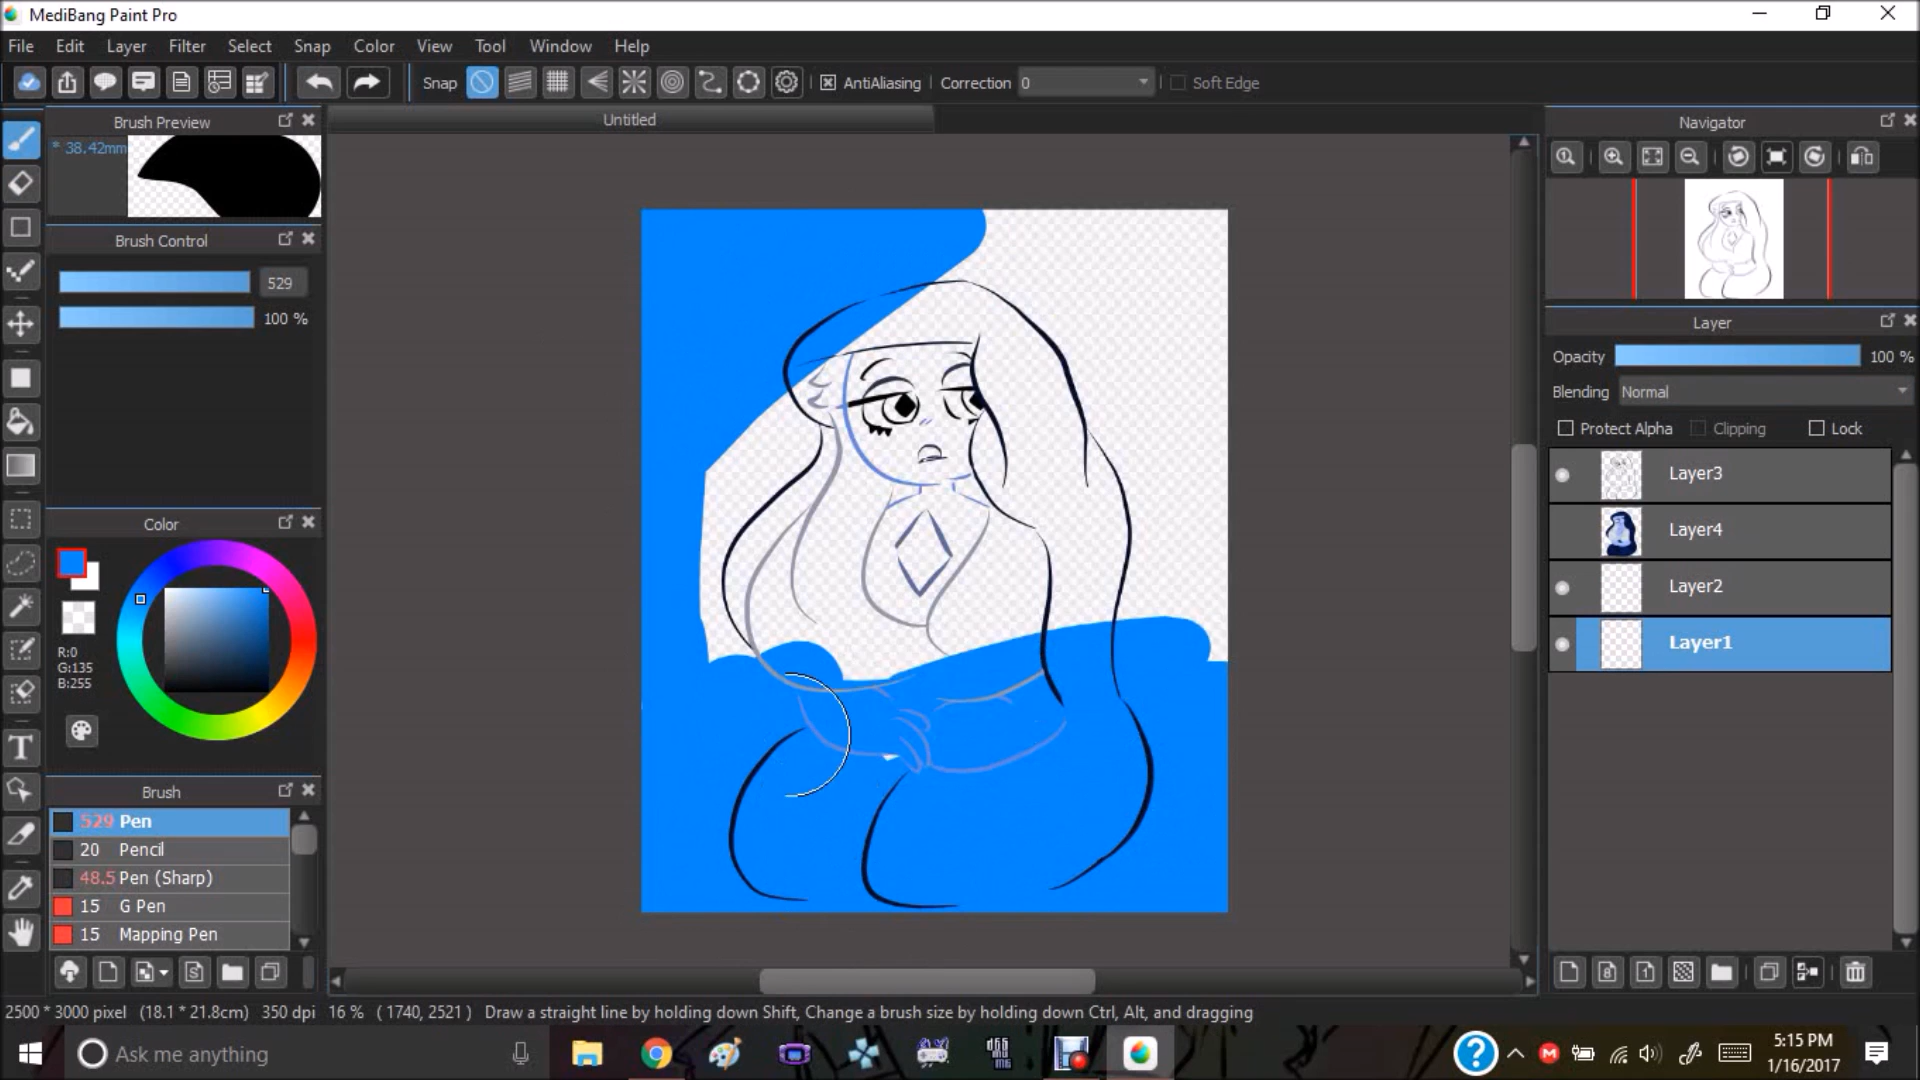 MediBang Paint Pro
File Edit Layer Filter Select Snap Color View Tool Window Help
Snap AntiAliasing Correction 0 Soft Edge
Brush Preview
Untitled
Navigator
* 38.42mm
Brush Control
529
100 %
Layer
Opacity 100 %
Blending Normal
Protect Alpha Clipping Lock
Layer3
Layer4
Layer2
Layer1
Color
R:0
G:135
B:255
T
Brush
529 Pen
20 Pencil
48.5 Pen (Sharp)
15 G Pen
15 Mapping Pen
2500 * 3000 pixel (18.1 * 21.8cm) 350 dpi 16 % ( 1740, 2521 ) Draw a straight line by holding down Shift, Change a brush size by holding down Ctrl, Alt, and dragging
Ask me anything
5:15 PM
1/16/2017